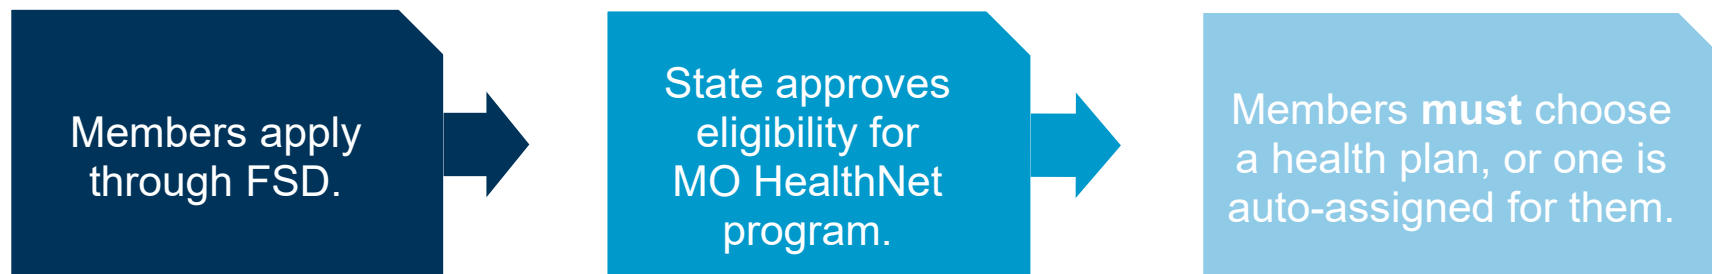 Members apply
through FSD.
State approves
eligibility for
MO HealthNet
program.
Members must choose
a health plan, or one is
auto-assigned for them.